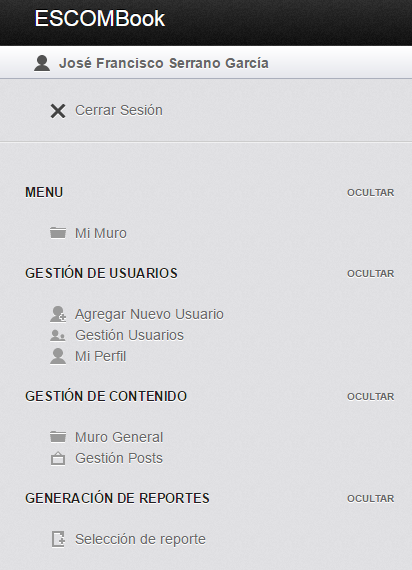 ESCOMBook
José Francisco Serrano García
Cerrar Sesión
MENU OCULTAR
Mi Muro
GESTIÓN DE USUARIOS OCULTAR
Agregar Nuevo Usuario
Gestión Usuarios
Mi Perfil
GESTIÓN DE CONTENIDO OCULTAR
Muro General
Gestión Posts
GENERACIÓN DE REPORTES OCULTAR
Selección de reporte